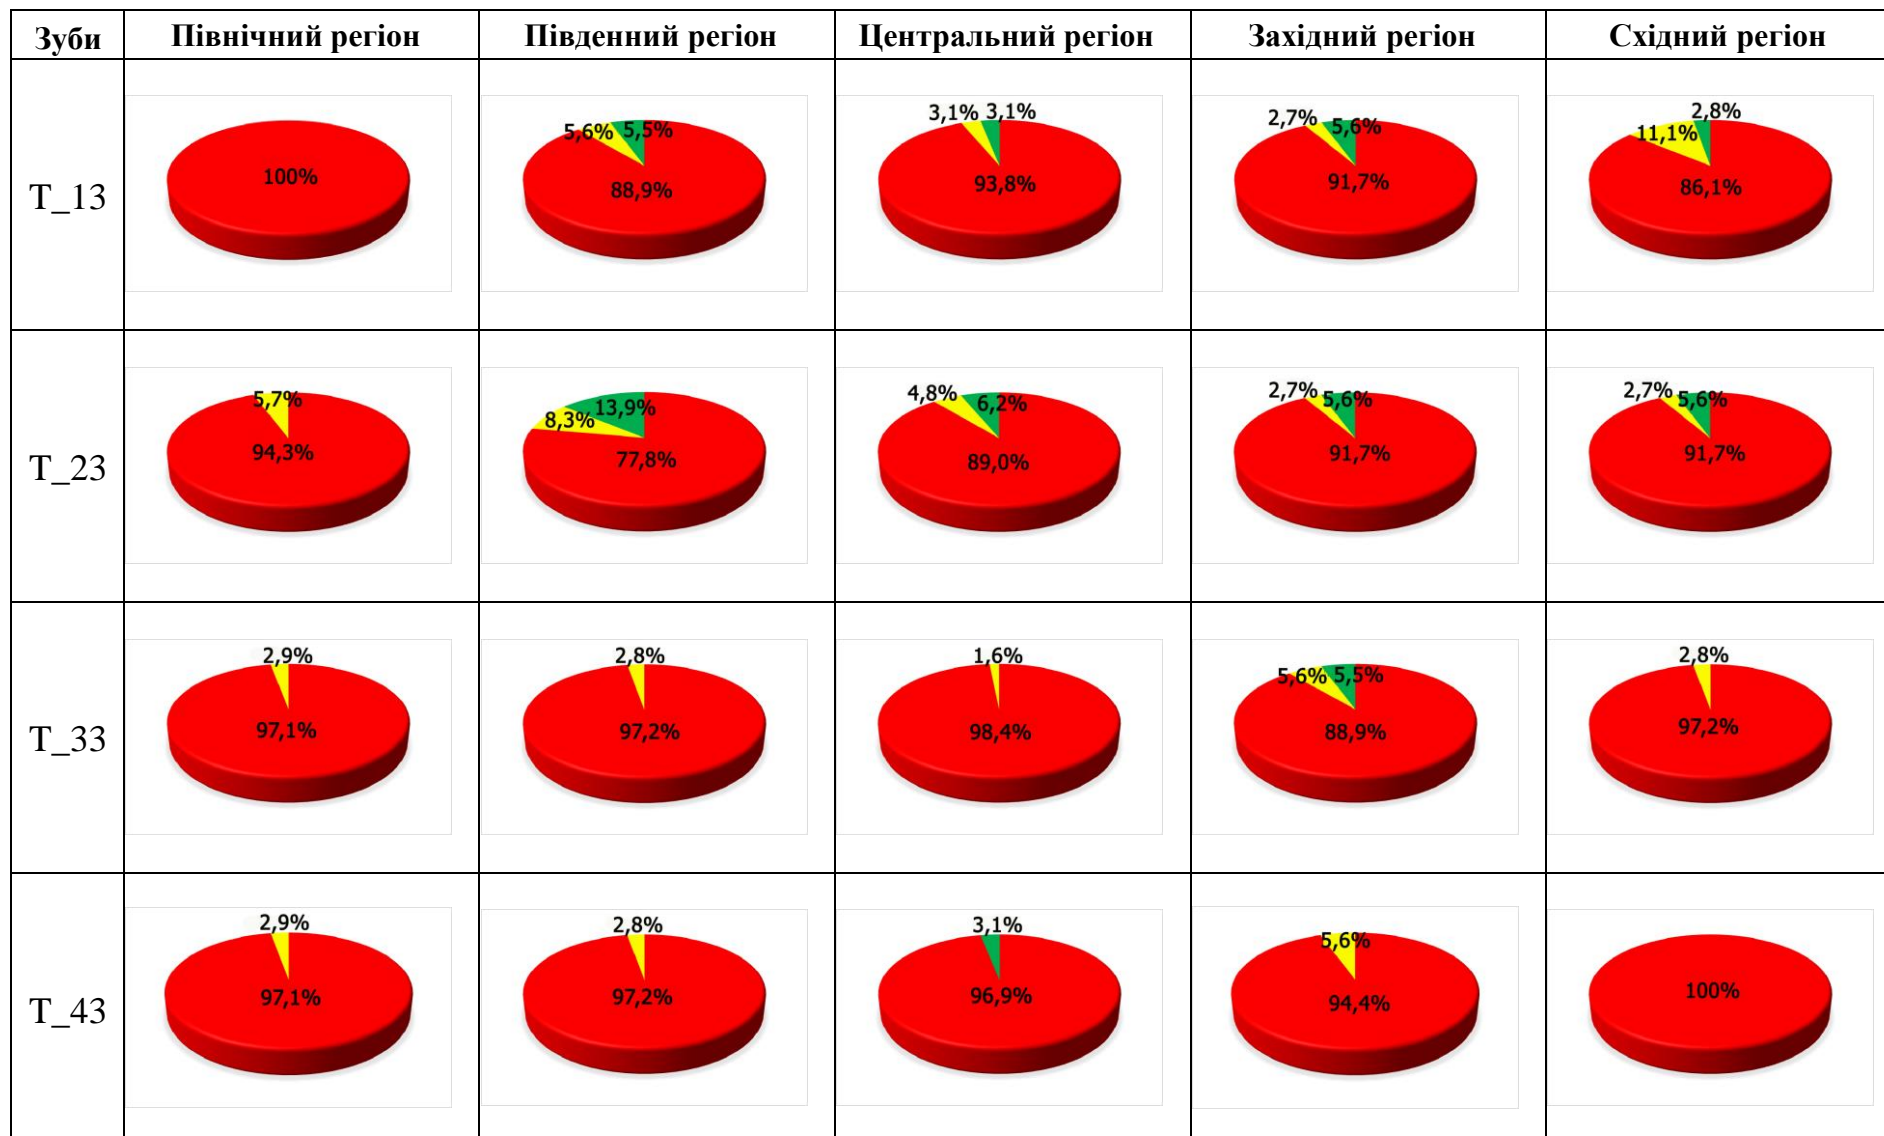 Зуби Північний регіон Південний регіон Центральний регіон Західний регіон Східний регіон
5,6% 5,5% 3,1% 3,1% 2,7% 5,6% 2,8% 11,1%
T_13 100% 88,9% 93,8% 91,7% 86,1%
5,7% 8,3% 13,9% 4,8% 6,2% 2,7% 5,6% 2,7% 5,6%
T_23 94,3% 77,8% 89,0% 91,7% 91,7%
2,9% 2,8% 1,6% 5,6% 5,5% 2,8%
T_33 97,1% 97,2% 98,4% 88,9% 97,2%
2,9% 2,8% 3,1% 5,6%
T_43 97,1% 97,2% 96,9% 94,4% 100%